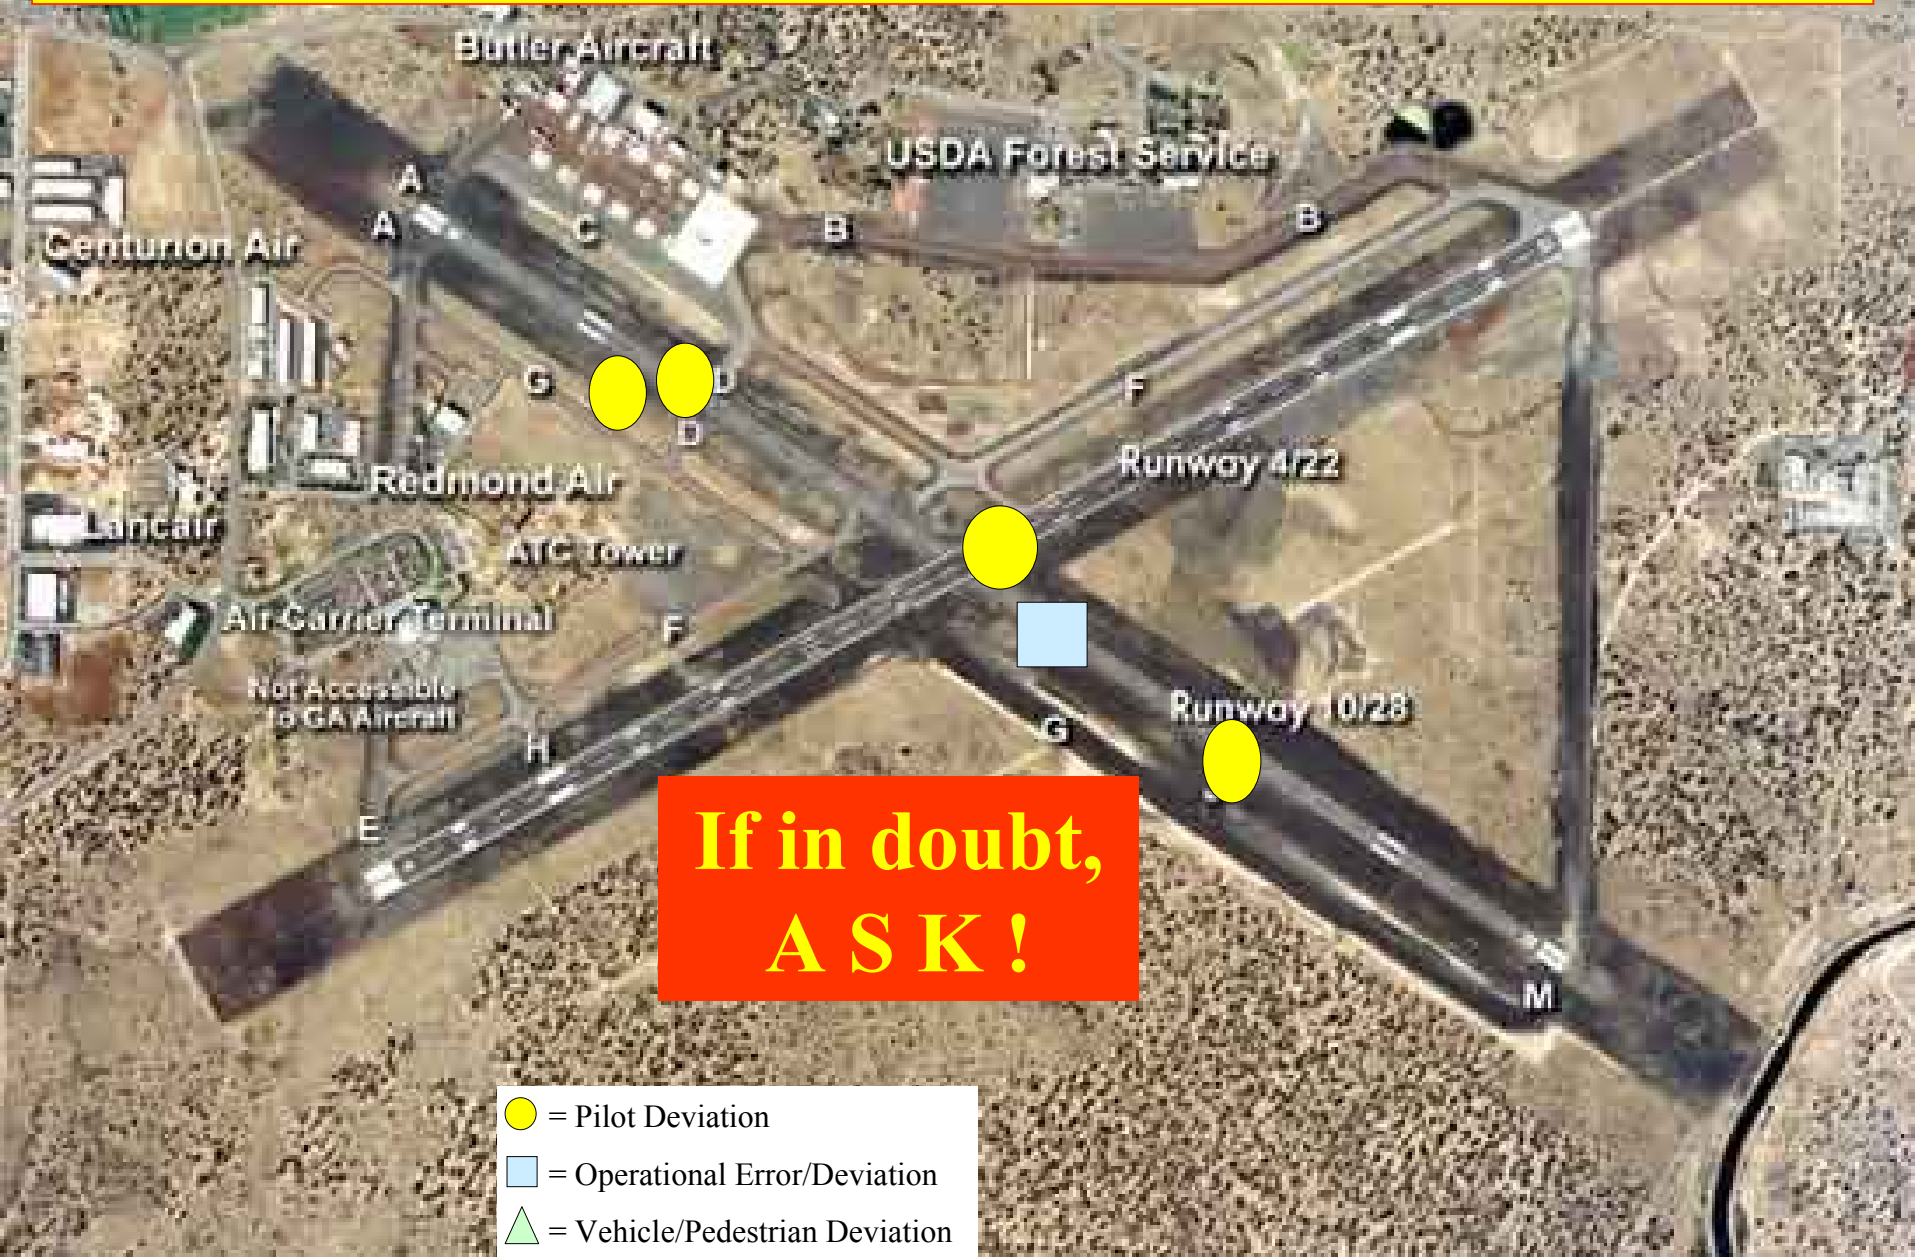 Butler Aircraft
USDA Forest Service
A
A
C
B
B
Centurion Air
G
D
D
F
Runway 4/22
Redmond Air
Lancair
ATC Tower
Air Carrier Terminal
F
Not Accessible
to GA Aircraft
Runway 10/28
G
H
E
If in doubt,
A S K !
M
= Pilot Deviation
= Operational Error/Deviation
= Vehicle/Pedestrian Deviation